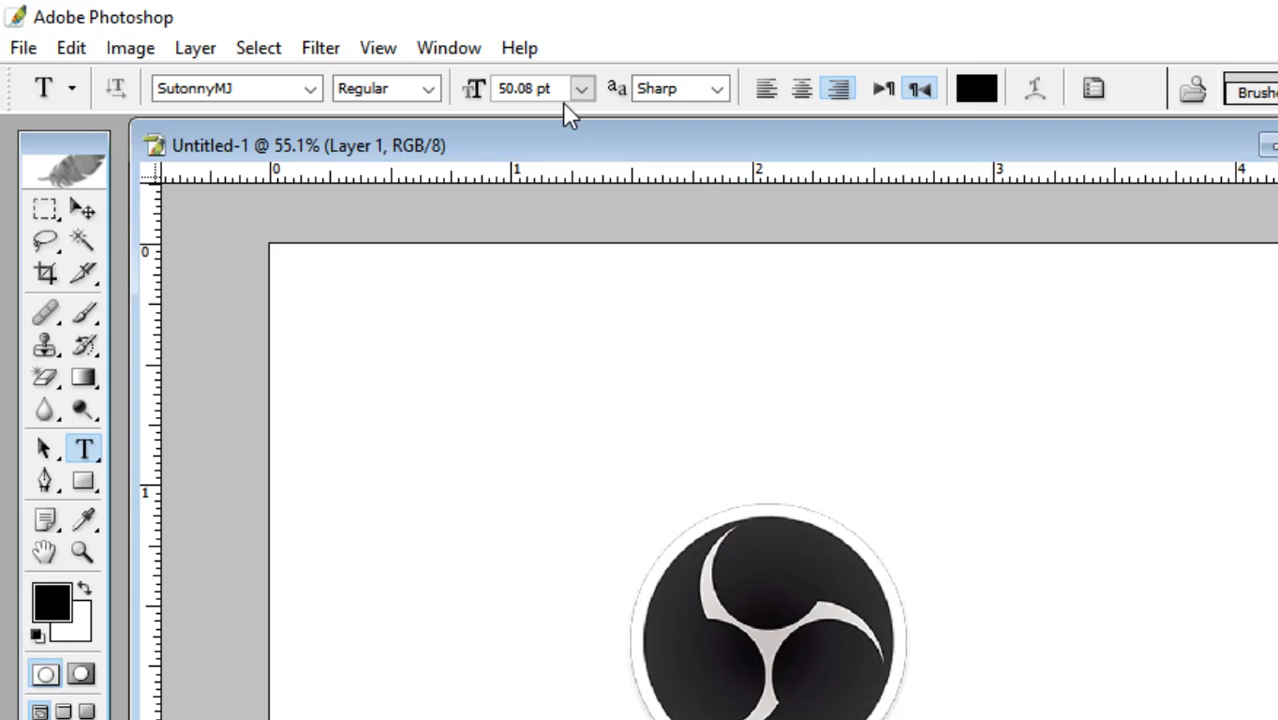 Adobe Photoshop
File Edit Image Layer Select Filter View Window Help
T SutonnyMJ Regular 50.08 pt aa Sharp Brushe
Untitled-1 @ 55.1% (Layer 1, RGB/8)
0 1 2 3 4
0
T
1